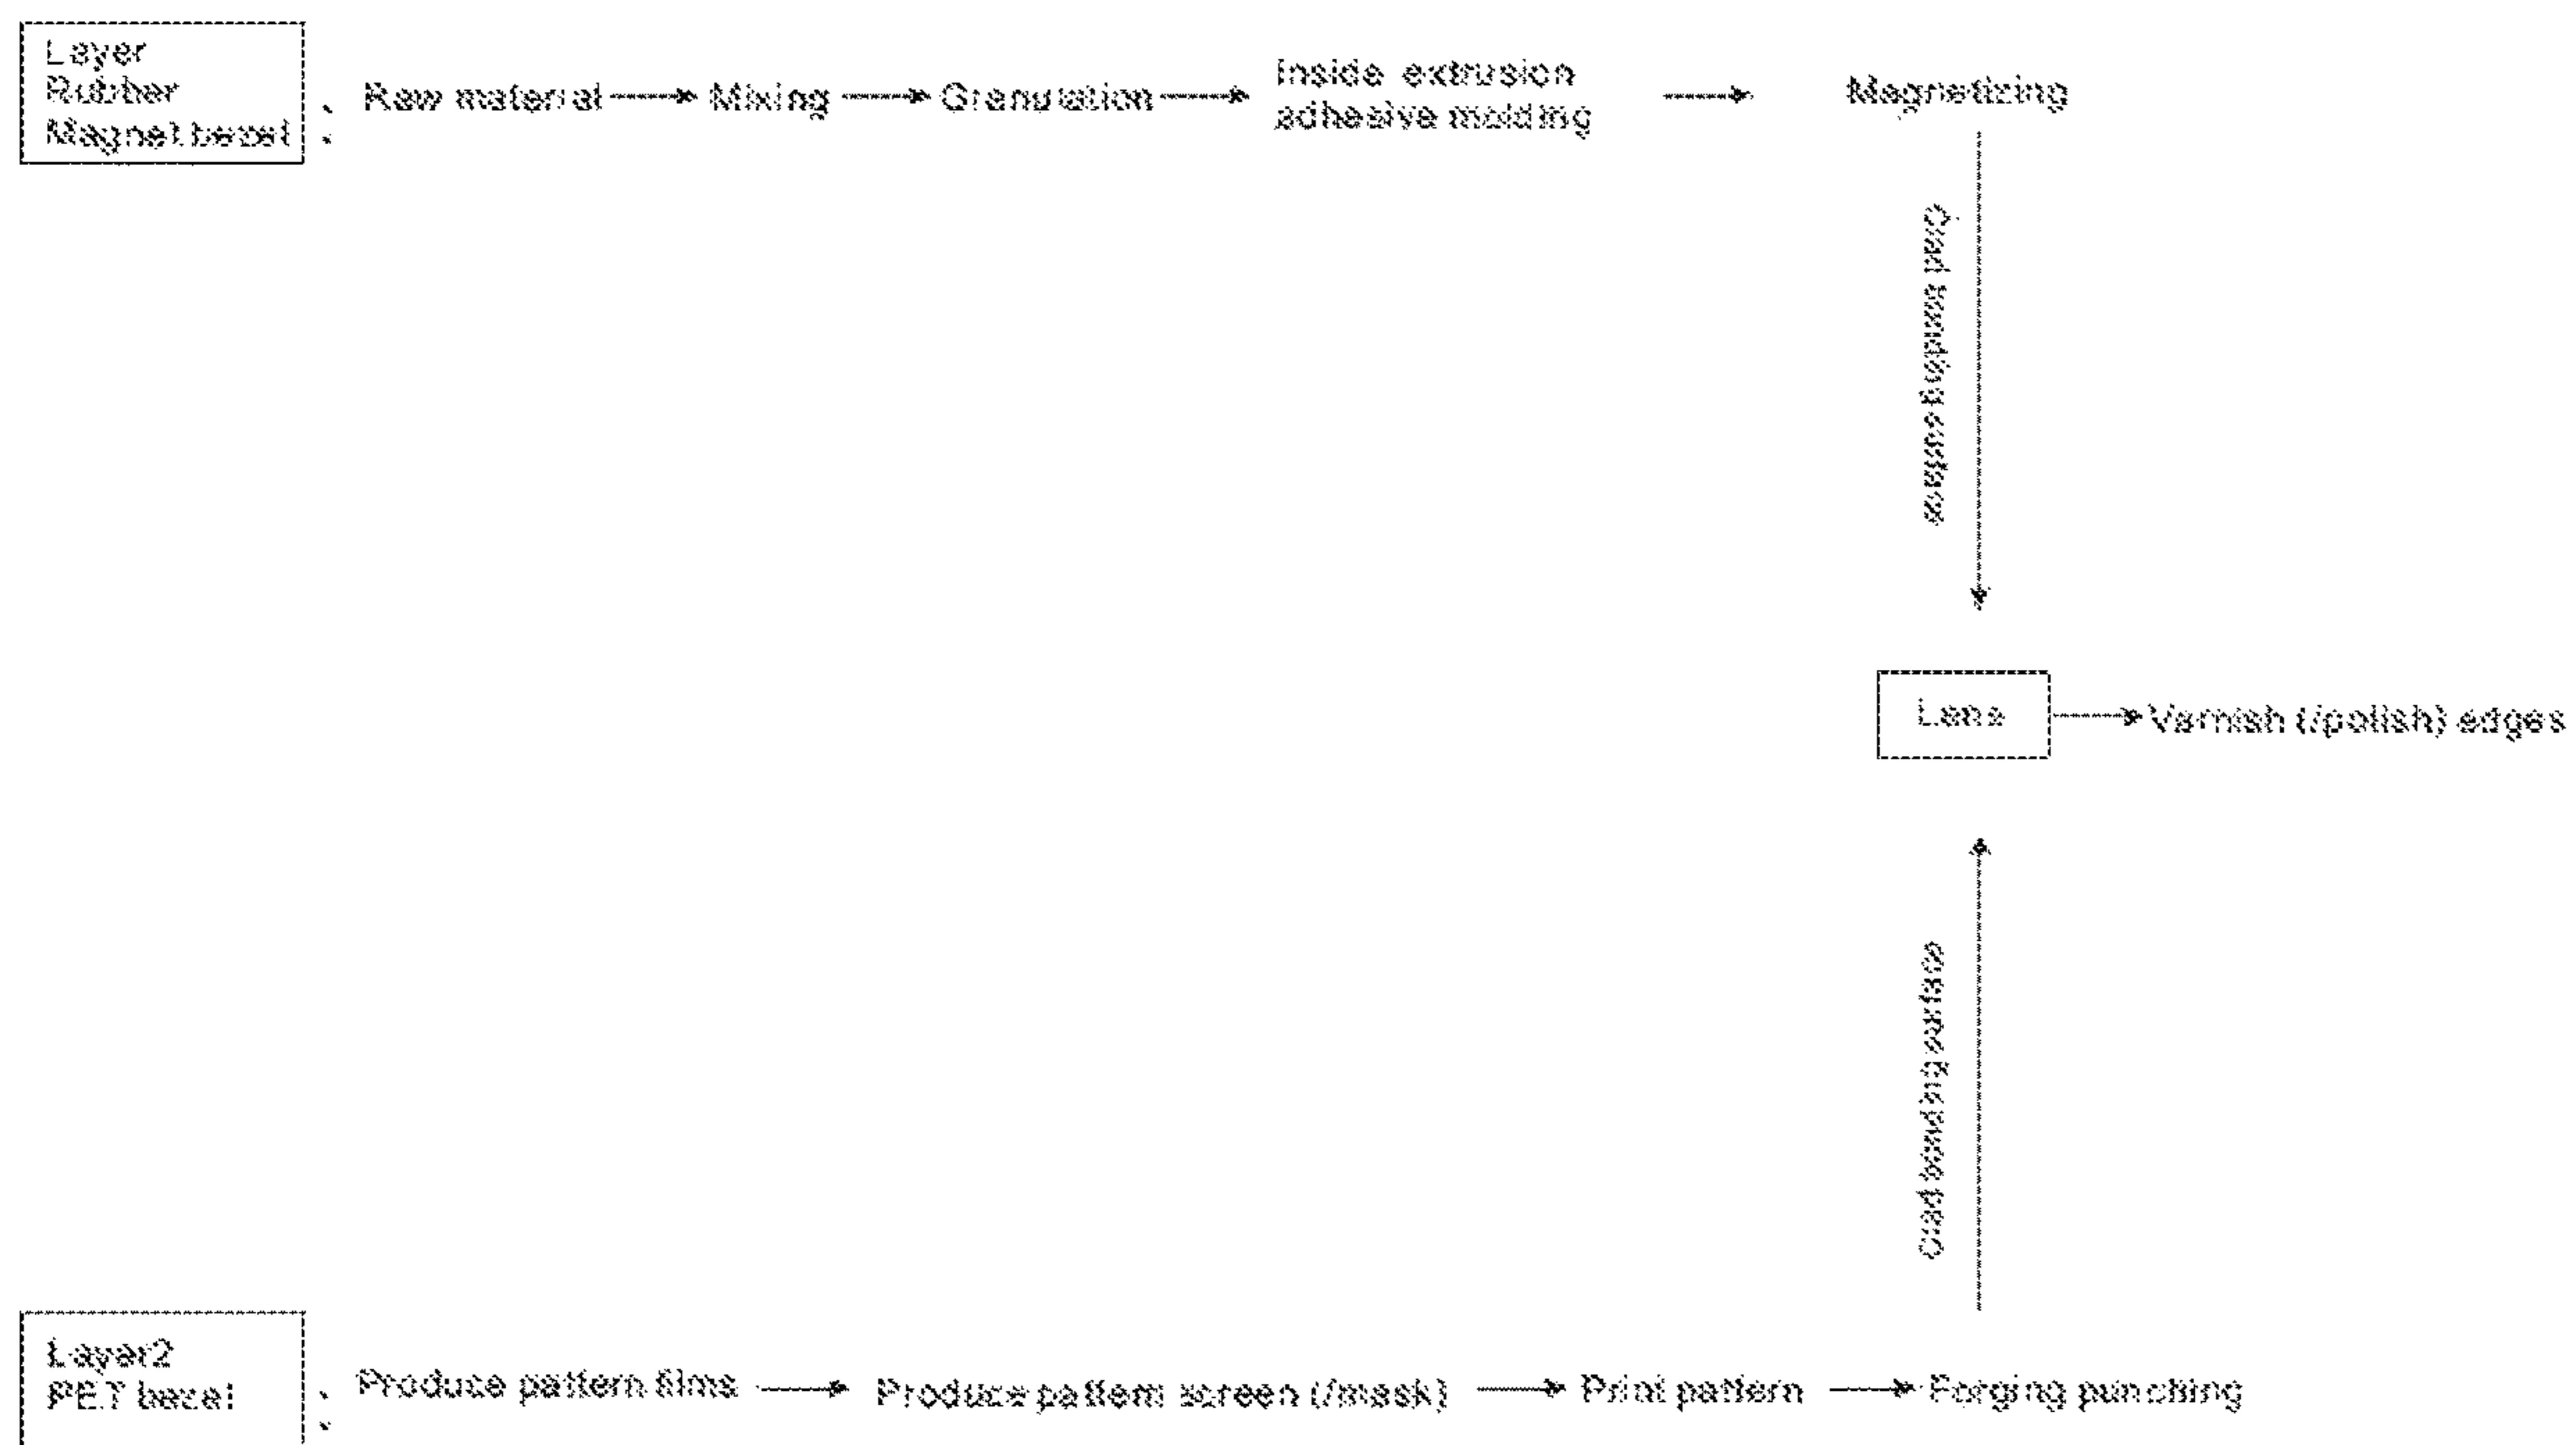 Layer
Rubber
Magnet bezel :
Raw material
Mixing
Granulation
Inside extrusion
adhesive molding
Magnetizing
Clad bonding surface
Lens
Varnish (/polish) edges
Clad bonding surface
Layer2
PET bezel :
Produce pattern films
Produce pattern screen (/mask)
Print pattern
Forging punching